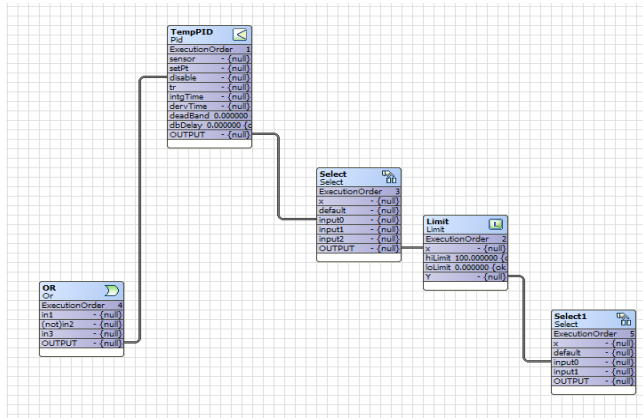 TempPID
Pid
ExecutionOrder 1
sensor - {null}
setPt - {null}
disable - {null}
tr - {null}
intgTime - {null}
dervTime - {null}
deadBand 0.000000
dbDelay 0.000000 {o
OUTPUT - {null}
Select
Select
ExecutionOrder 3
x - {null}
default - {null}
input0 - {null}
input1 - {null}
input2 - {null}
OUTPUT - {null}
Limit
Limit
ExecutionOrder 2
x - {null}
hiLimit 100.000000 {o
loLimit 0.000000 {ok
Y - {null}
OR
Or
ExecutionOrder 4
in1 - {null}
(not)in2 - {null}
in3 - {null}
OUTPUT - {null}
Select1
Select
ExecutionOrder 5
x - {null}
default - {null}
input0 - {null}
input1 - {null}
OUTPUT - {null}